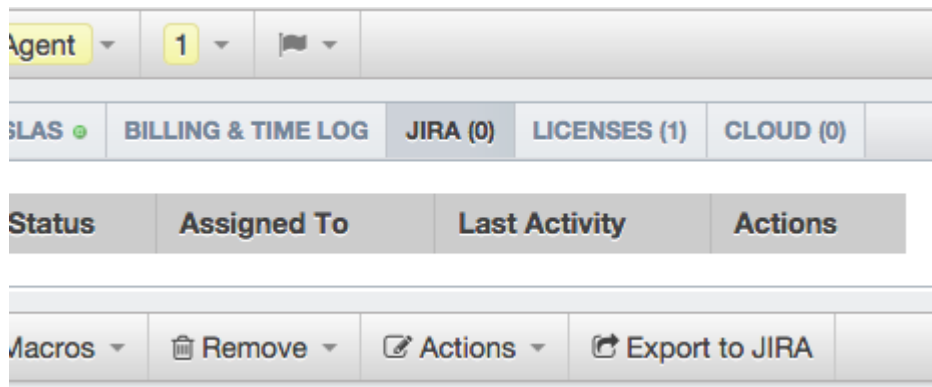 Agent 1
SLAS BILLING & TIME LOG JIRA (0) LICENSES (1) CLOUD (0)
Status Assigned To Last Activity Actions
Macros Remove Actions Export to JIRA